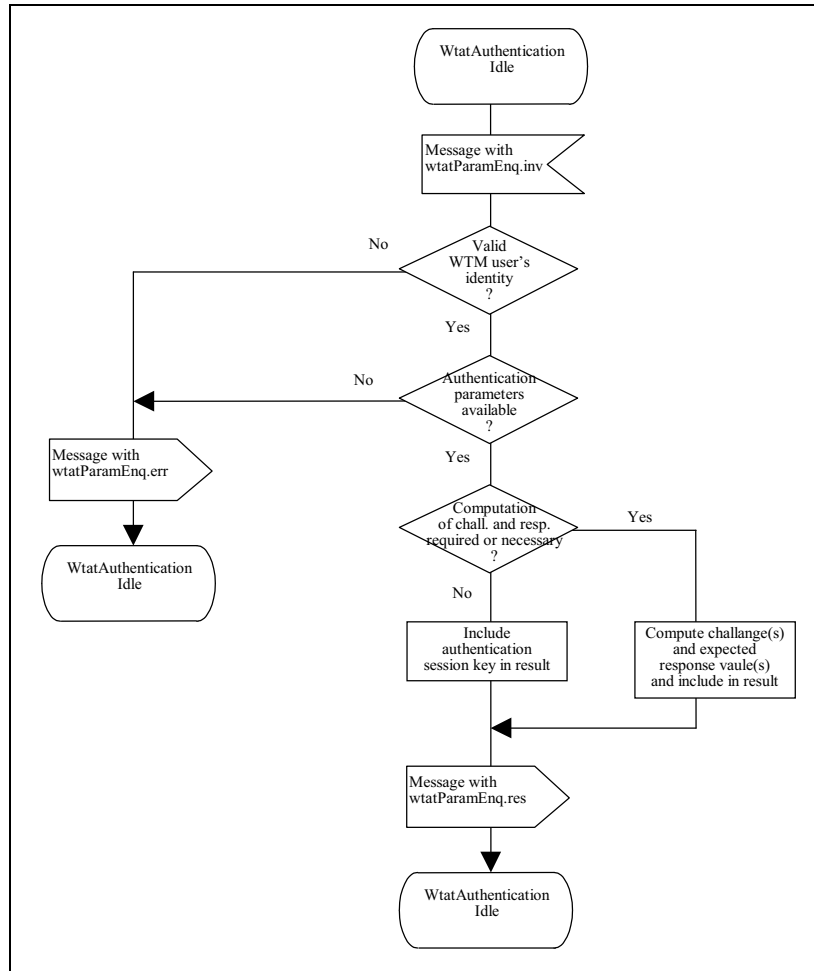 WtatAuthentication
Idle
Message with
wtatParamEnq.inv
No
Valid
WTM user's
identity
?
Yes
No
Authentication
parameters
available
?
Message with
wtatParamEnq.err
Yes
Computation
of chall. and resp.
required or necessary
?
Yes
WtatAuthentication
Idle
No
Include
authentication
session key in result
Compute challange(s)
and expected
response vaule(s)
and include in result
Message with
wtatParamEnq.res
WtatAuthentication
Idle